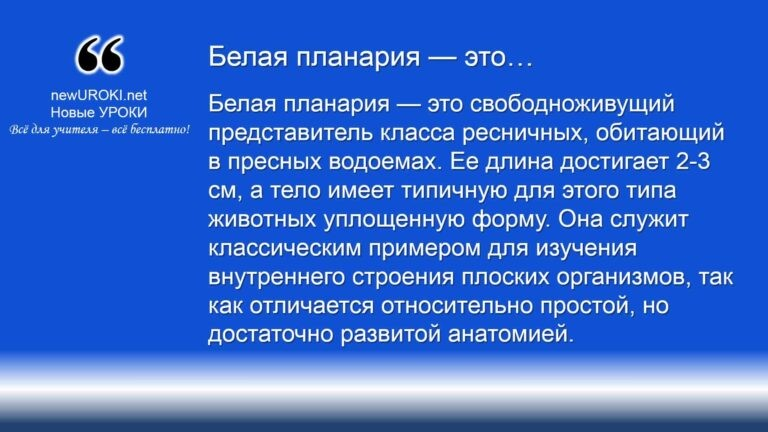 “
newUROKI.net
Новые УРОКИ
Всё для учителя – всё бесплатно!
Белая планария — это…
Белая планария — это свободноживущий
представитель класса ресничных, обитающий
в пресных водоемах. Ее длина достигает 2-3
см, а тело имеет типичную для этого типа
животных уплощенную форму. Она служит
классическим примером для изучения
внутреннего строения плоских организмов, так
как отличается относительно простой, но
достаточно развитой анатомией.